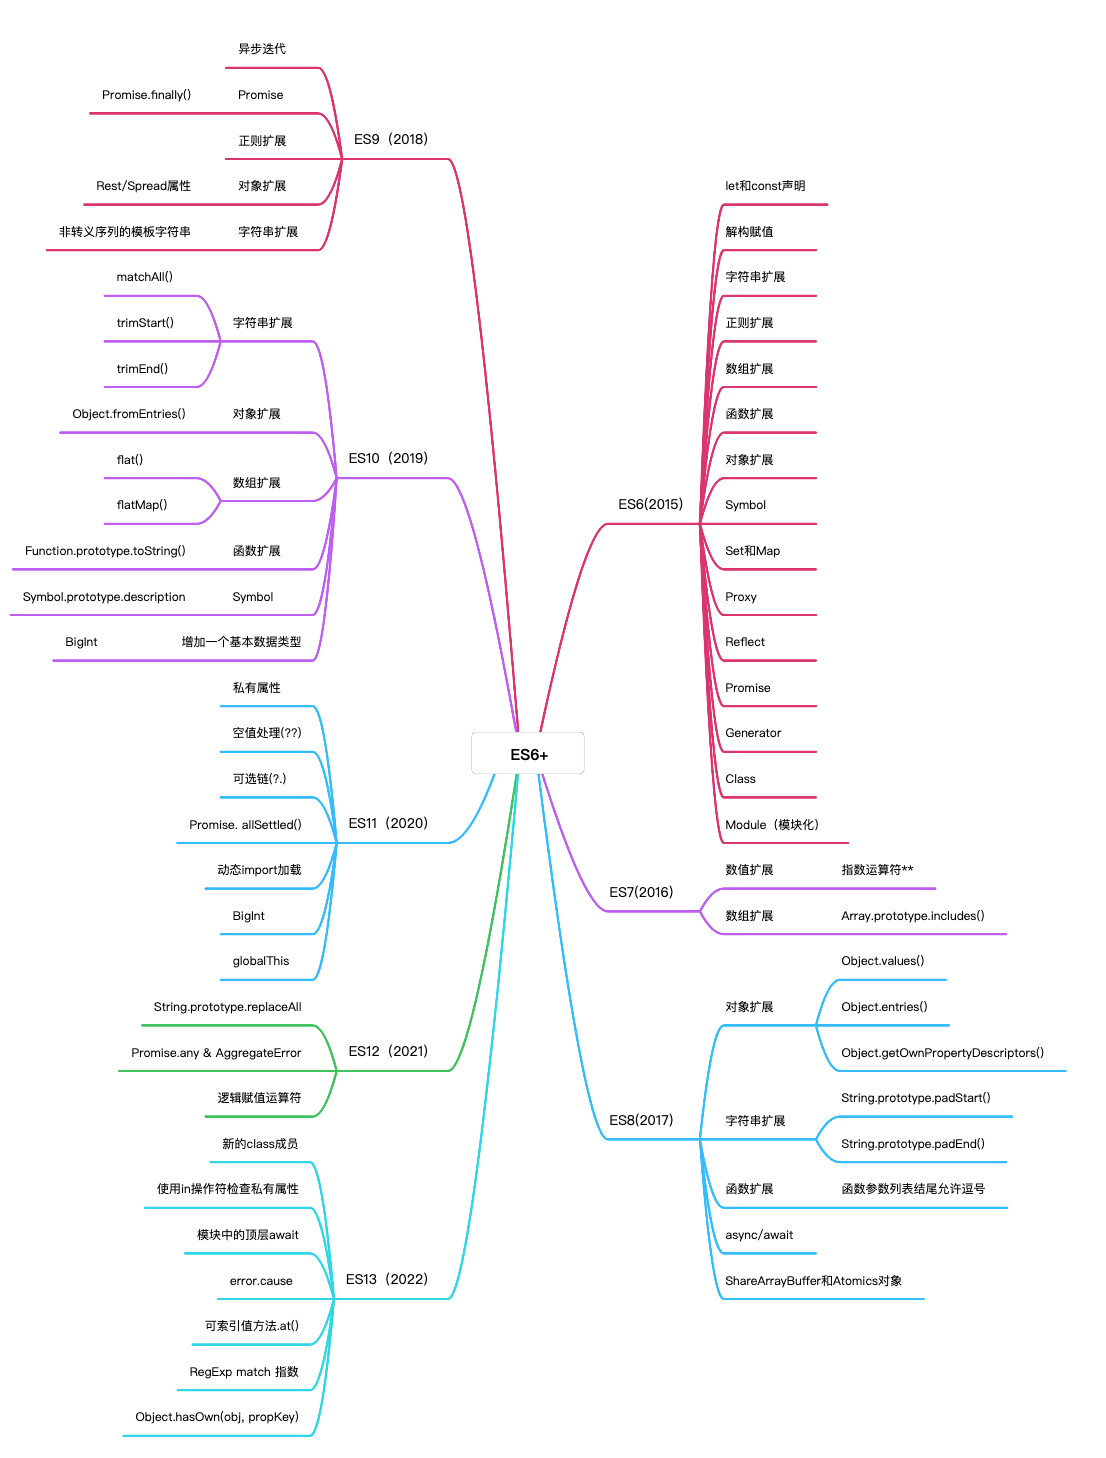 ES6+
ES6(2015)
let和const声明
解构赋值
字符串扩展
正则扩展
数组扩展
函数扩展
对象扩展
Symbol
Set和Map
Proxy
Reflect
Promise
Generator
Class
Module（模块化）
ES7(2016)
数值扩展
指数运算符**
数组扩展
Array.prototype.includes()
ES8(2017)
对象扩展
Object.values()
Object.entries()
Object.getOwnPropertyDescriptors()
字符串扩展
String.prototype.padStart()
String.prototype.padEnd()
函数扩展
函数参数列表结尾允许逗号
async/await
ShareArrayBuffer和Atomics对象
ES9（2018）
异步迭代
Promise
Promise.finally()
正则扩展
对象扩展
Rest/Spread属性
字符串扩展
非转义序列的模板字符串
ES10（2019）
字符串扩展
matchAll()
trimStart()
trimEnd()
对象扩展
Object.fromEntries()
数组扩展
flat()
flatMap()
函数扩展
Function.prototype.toString()
Symbol
Symbol.prototype.description
增加一个基本数据类型
BigInt
ES11（2020）
私有属性
空值处理(??)
可选链(?.)
Promise. allSettled()
动态import加载
BigInt
globalThis
ES12（2021）
String.prototype.replaceAll
Promise.any & AggregateError
逻辑赋值运算符
ES13（2022）
新的class成员
使用in操作符检查私有属性
模块中的顶层await
error.cause
可索引值方法.at()
RegExp match 指数
Object.hasOwn(obj, propKey)